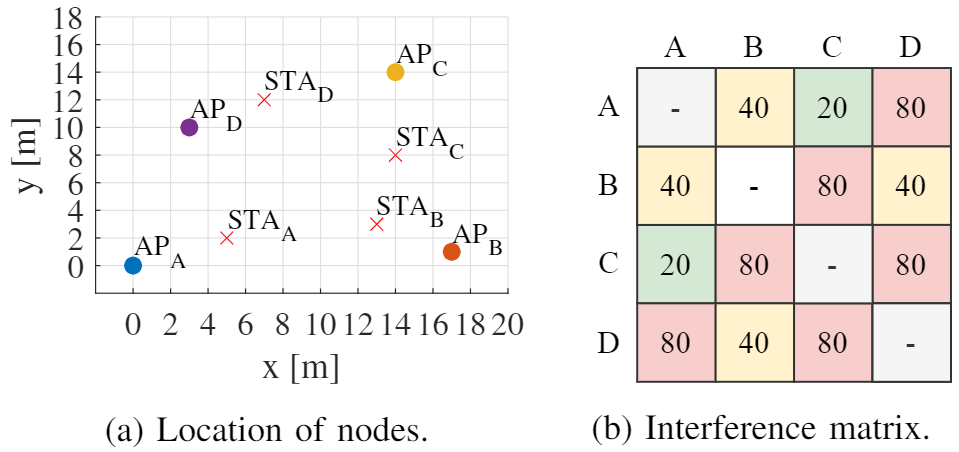 18
16
14
12
10
8
6
4
2
0
y [m]
AP_C
STA_D
AP_D
STA_C
STA_B
STA_A
AP_B
AP_A
0 2 4 6 8 10 12 14 16 18 20
x [m]
(a) Location of nodes.
A B C D
A - 40 20 80
B 40 - 80 40
C 20 80 - 80
D 80 40 80 -
(b) Interference matrix.